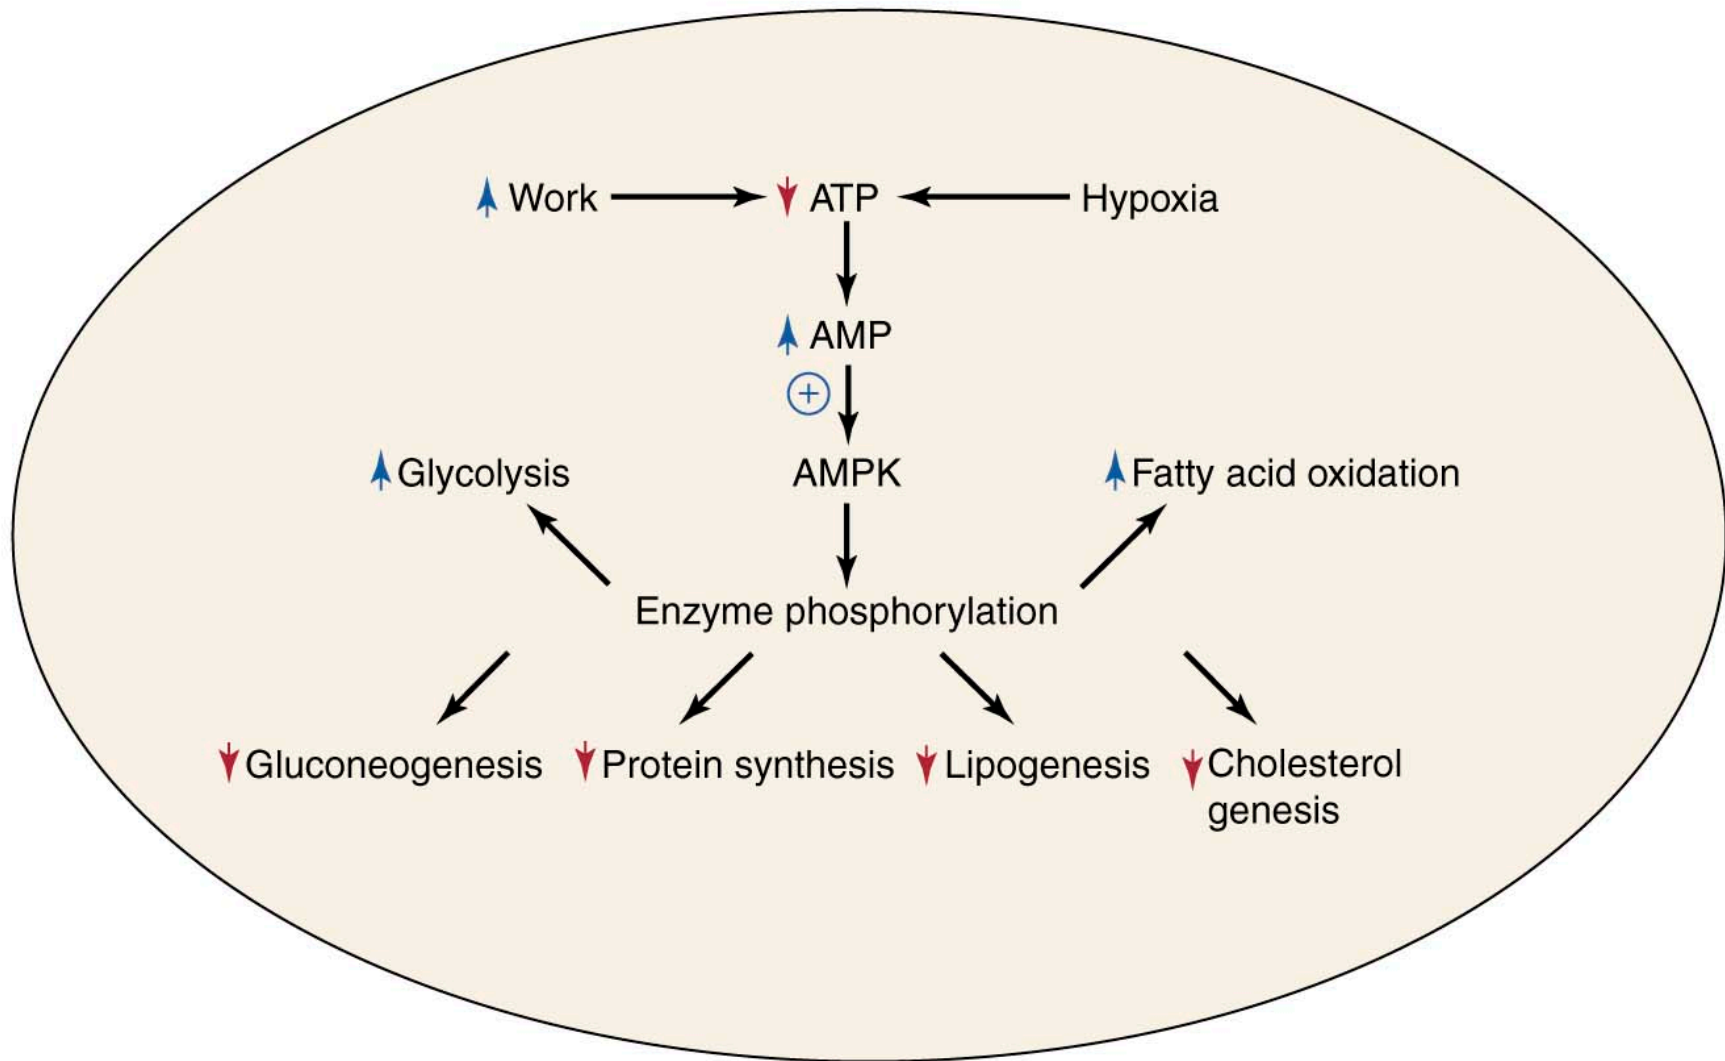 Work
ATP
Hypoxia
AMP
+
Glycolysis
AMPK
Fatty acid oxidation
Enzyme phosphorylation
Gluconeogenesis
Protein synthesis
Lipogenesis
Cholesterol
genesis